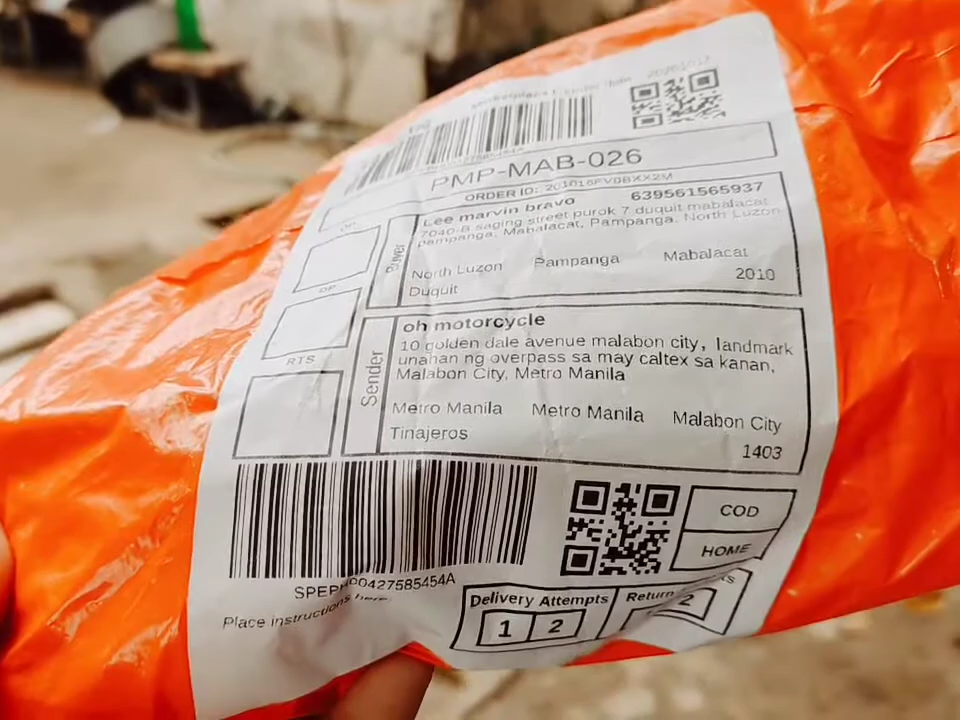 PMP-MAB-026
ORDER ID: 201016FV0BXX2M
Lee marvin bravo 639561565937
7040-B saging street purok 7 duquit mabalacat
pampanga, Mabalacat, Pampanga. North Luzon
Buyer
North Luzon Pampanga Mabalacat
Duquit 2010
DP
RTS
oh motorcycle
10 golden dale avenue malabon city, landmark
unahan ng overpass sa may caltex sa kanan,
Malabon City, Metro Manila
Sender
Metro Manila Metro Manila Malabon City
Tinajeros
1403
COD
HOME
SPEPH00427585454A
Place instructions here
Delivery Attempts Return
1 2 2